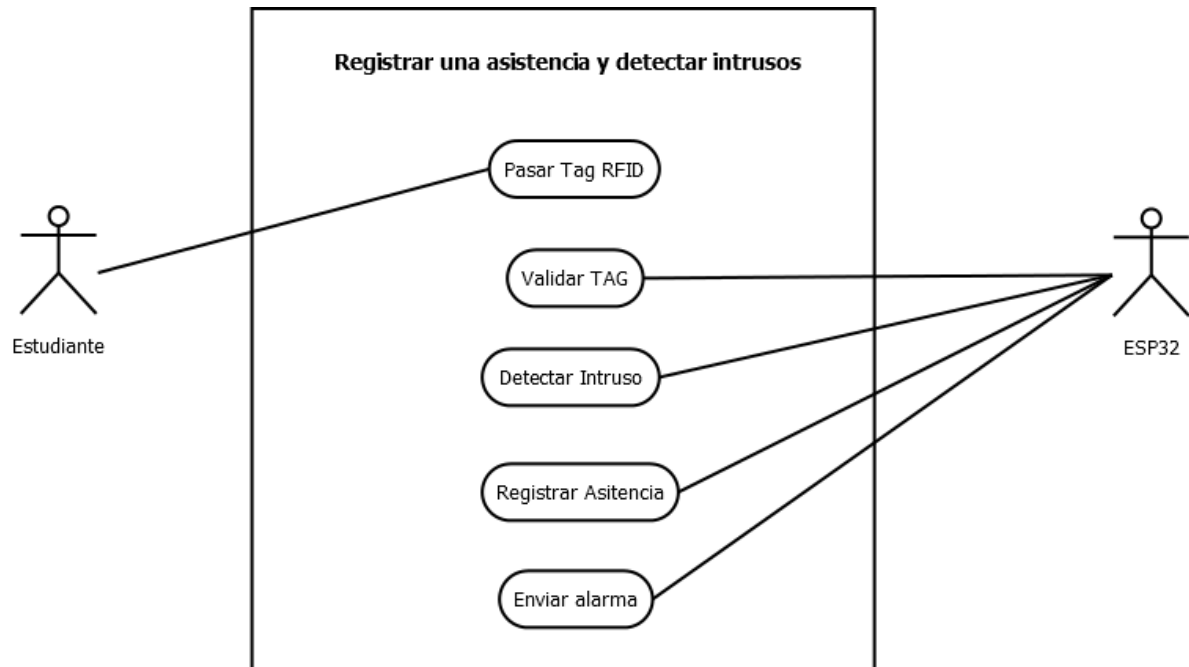 Registrar una asistencia y detectar intrusos
Pasar Tag RFID
Validar TAG
Estudiante
ESP32
Detectar Intruso
Registrar Asitencia
Enviar alarma